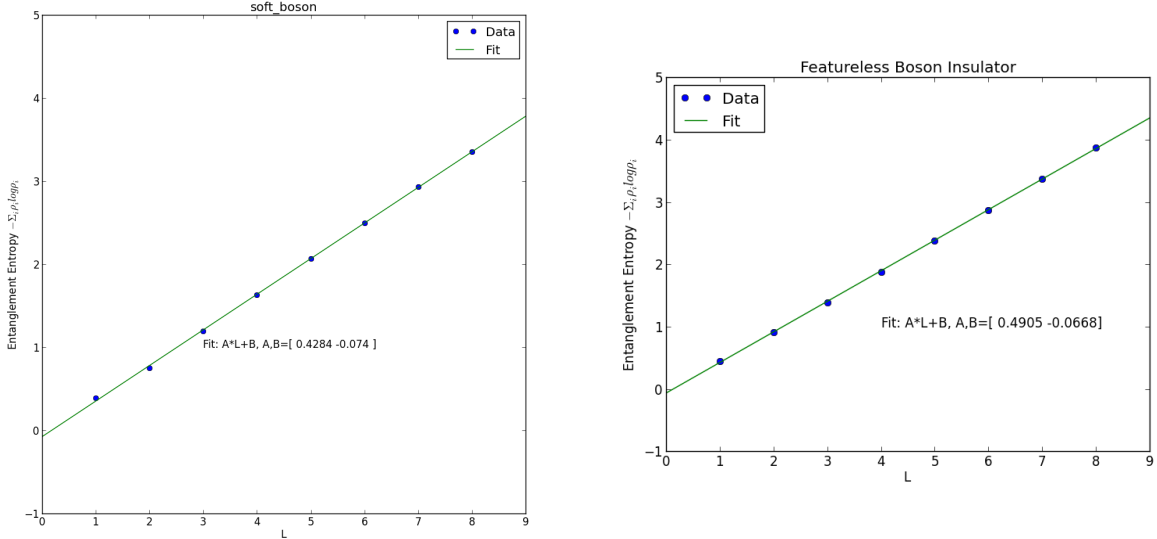 soft_boson
Data
Fit
Entanglement Entropy −Σᵢρᵢlogρᵢ
5
4
3
2
1
0
−1
Fit: A*L+B, A,B=[ 0.4284 -0.074 ]
0 1 2 3 4 5 6 7 8 9
L
Featureless Boson Insulator
Data
Fit
Entanglement Entropy −Σᵢρᵢlogρᵢ
5
4
3
2
1
0
−1
Fit: A*L+B, A,B=[ 0.4905 -0.0668]
0 1 2 3 4 5 6 7 8 9
L